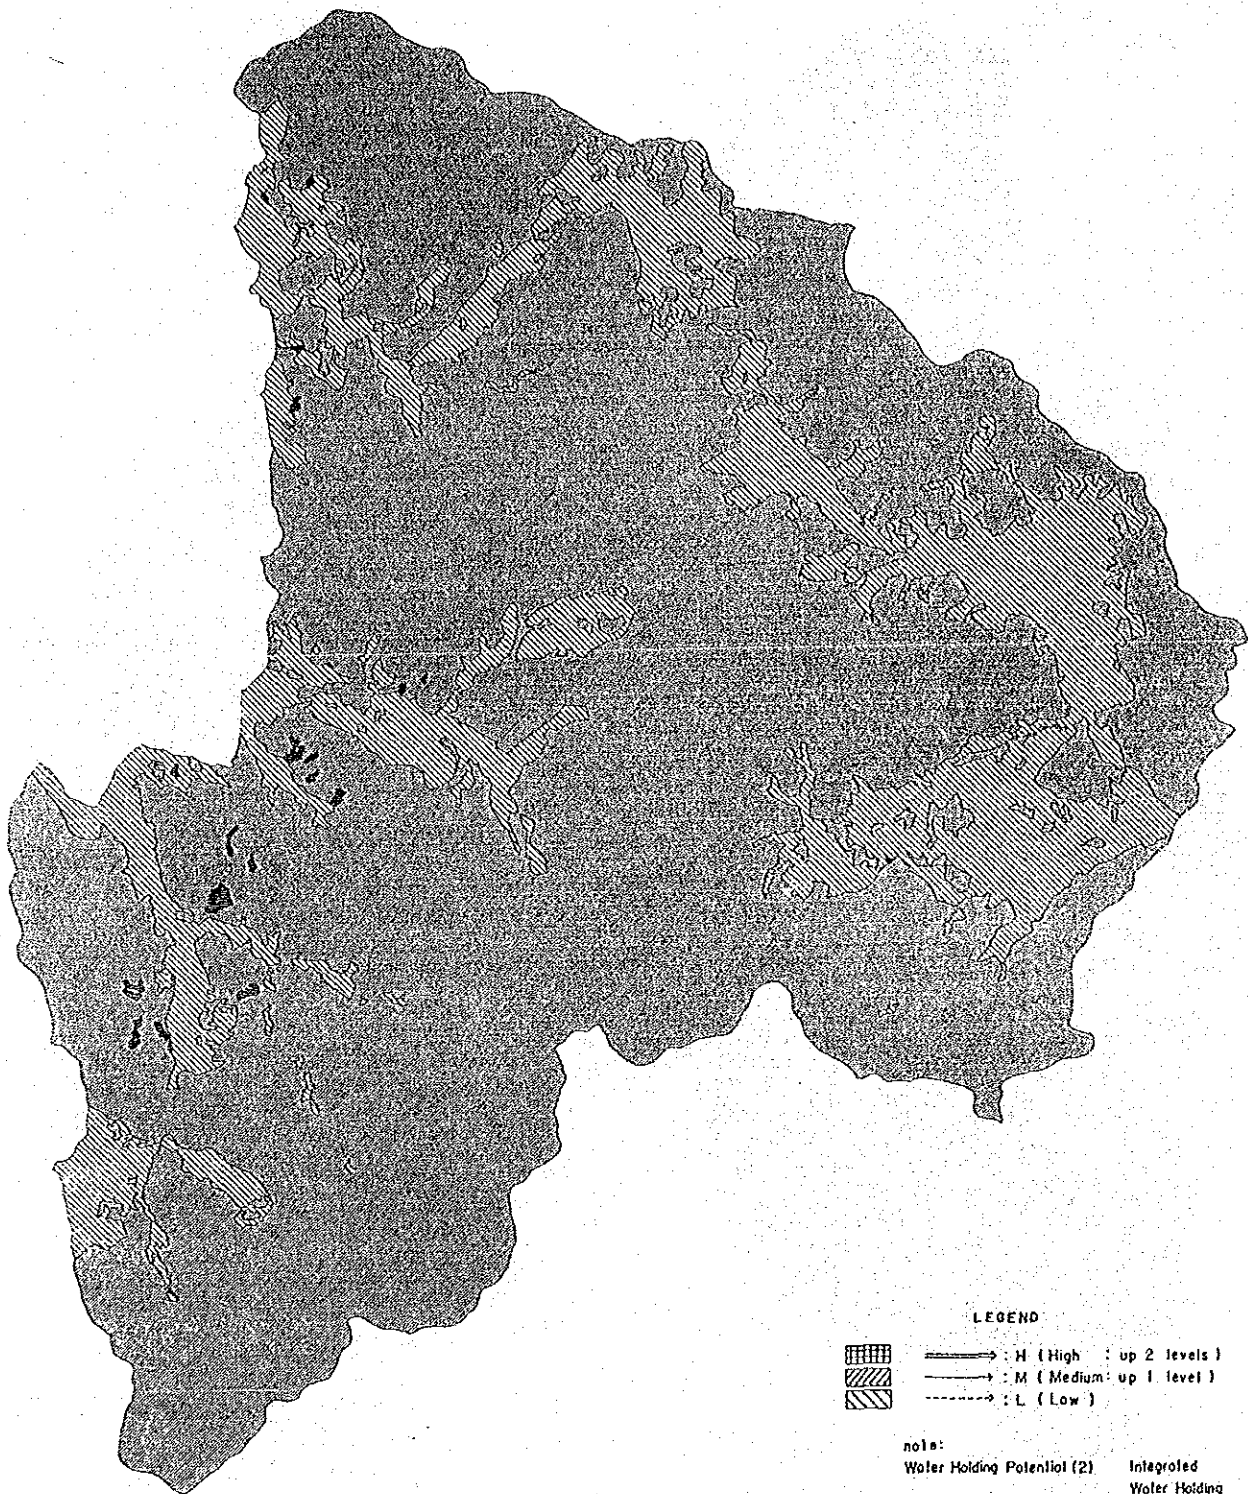 LEGEND
: H ( High : up 2 levels )
: M ( Medium : up 1 level )
: L ( Low )
note:
Water Holding Potential (2) Integrated
Water Holding